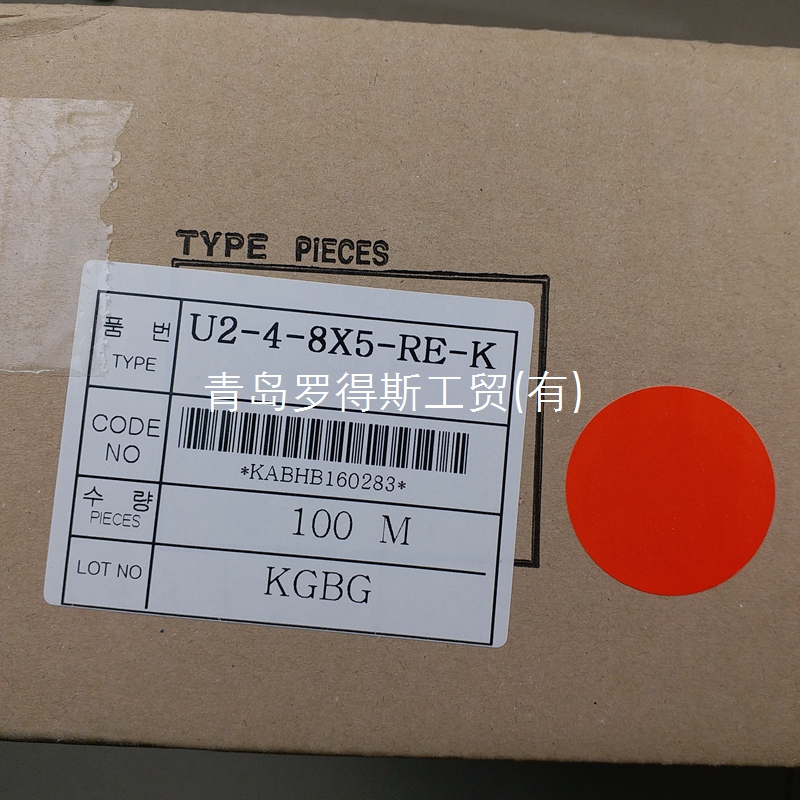 TYPE PIECES
품 번 U2-4-8X5-RE-K
TYPE
青岛罗得斯工贸(有)
CODE NO
*KABHB160283*
수 량 100 M
PIECES
LOT NO KGBG